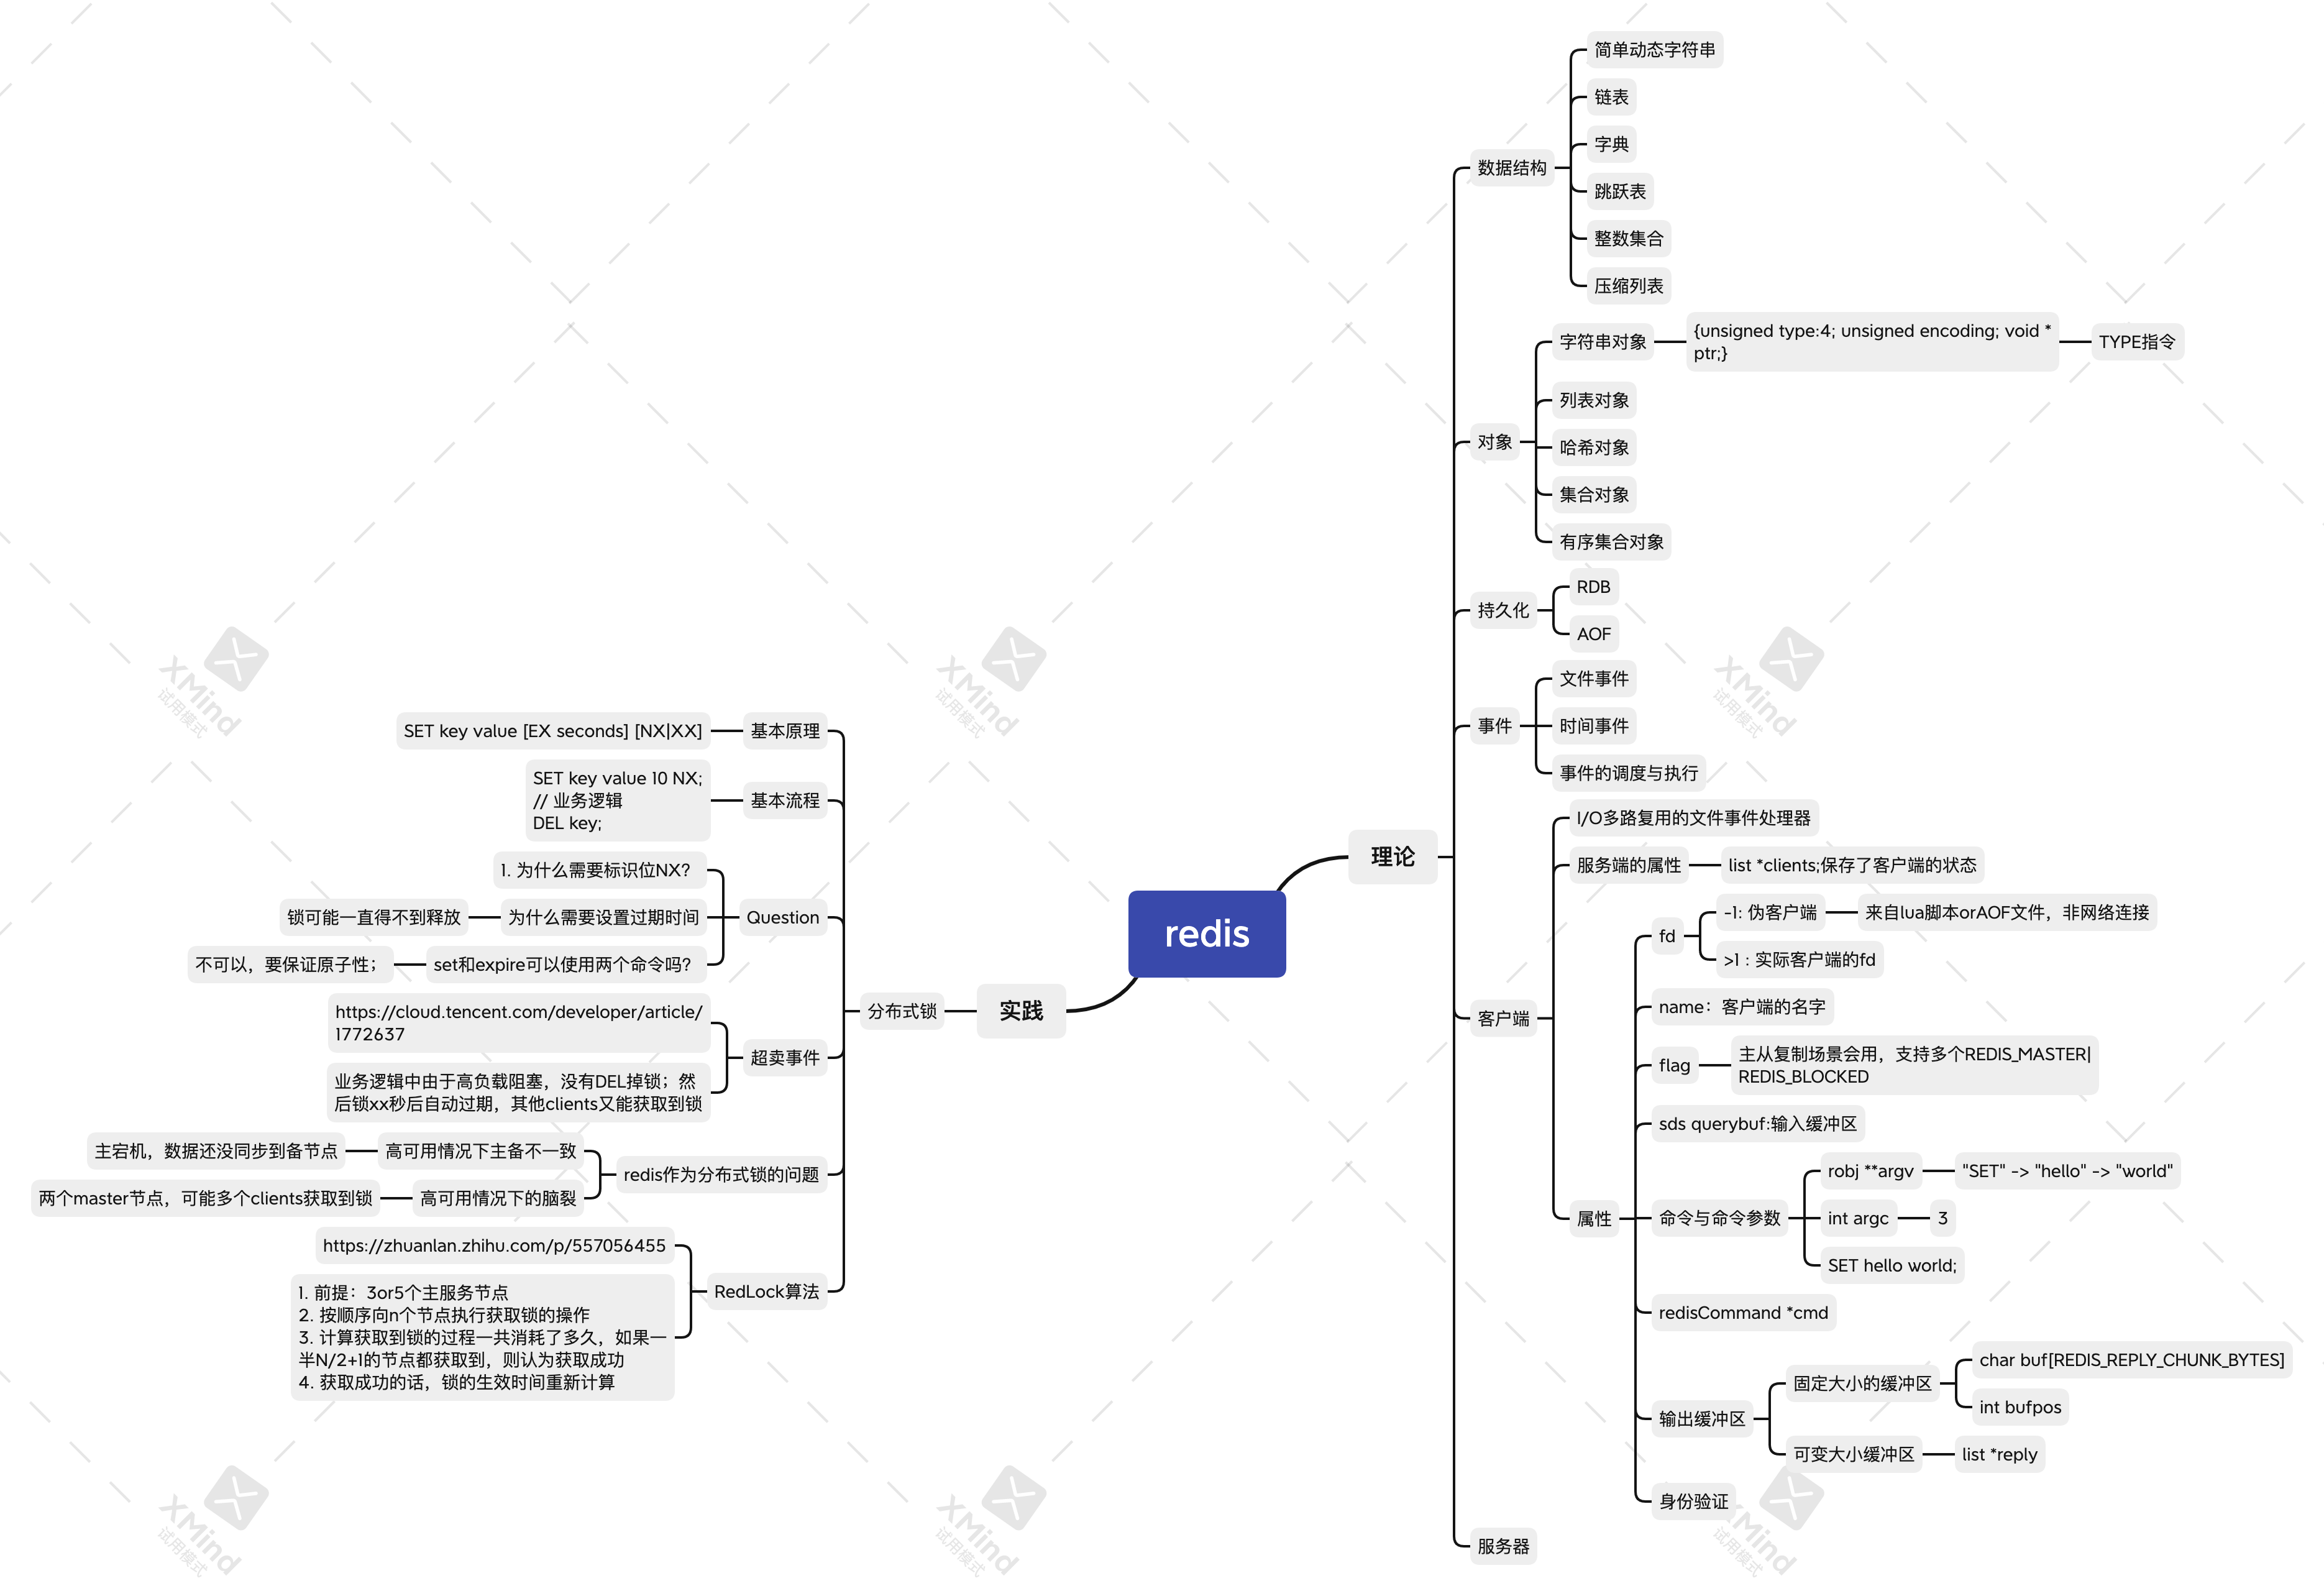 redis
理论
数据结构
简单动态字符串
链表
字典
跳跃表
整数集合
压缩列表
对象
字符串对象
{unsigned type:4; unsigned encoding; void *
ptr;}
TYPE指令
列表对象
哈希对象
集合对象
有序集合对象
持久化
RDB
AOF
事件
文件事件
时间事件
事件的调度与执行
客户端
I/O多路复用的文件事件处理器
服务端的属性
list *clients;保存了客户端的状态
属性
fd
-1: 伪客户端
来自lua脚本orAOF文件，非网络连接
>1 : 实际客户端的fd
name：客户端的名字
flag
主从复制场景会用，支持多个REDIS_MASTER|
REDIS_BLOCKED
sds querybuf:输入缓冲区
命令与命令参数
robj **argv
"SET" -> "hello" -> "world"
int argc
3
SET hello world;
redisCommand *cmd
输出缓冲区
固定大小的缓冲区
char buf[REDIS_REPLY_CHUNK_BYTES]
int bufpos
可变大小缓冲区
list *reply
身份验证
服务器
实践
分布式锁
基本原理
SET key value [EX seconds] [NX|XX]
基本流程
SET key value 10 NX;
// 业务逻辑
DEL key;
Question
1. 为什么需要标识位NX？
为什么需要设置过期时间
锁可能一直得不到释放
set和expire可以使用两个命令吗？
不可以，要保证原子性；
超卖事件
https://cloud.tencent.com/developer/article/
1772637
业务逻辑中由于高负载阻塞，没有DEL掉锁；然
后锁xx秒后自动过期，其他clients又能获取到锁
redis作为分布式锁的问题
高可用情况下主备不一致
主宕机，数据还没同步到备节点
高可用情况下的脑裂
两个master节点，可能多个clients获取到锁
RedLock算法
https://zhuanlan.zhihu.com/p/557056455
1. 前提：3or5个主服务节点
2. 按顺序向n个节点执行获取锁的操作
3. 计算获取到锁的过程一共消耗了多久，如果一
半N/2+1的节点都获取到，则认为获取成功
4. 获取成功的话，锁的生效时间重新计算
XMind
试用模式
XMind
试用模式
XMind
试用模式
XMind
试用模式
XMind
试用模式
XMind
试用模式